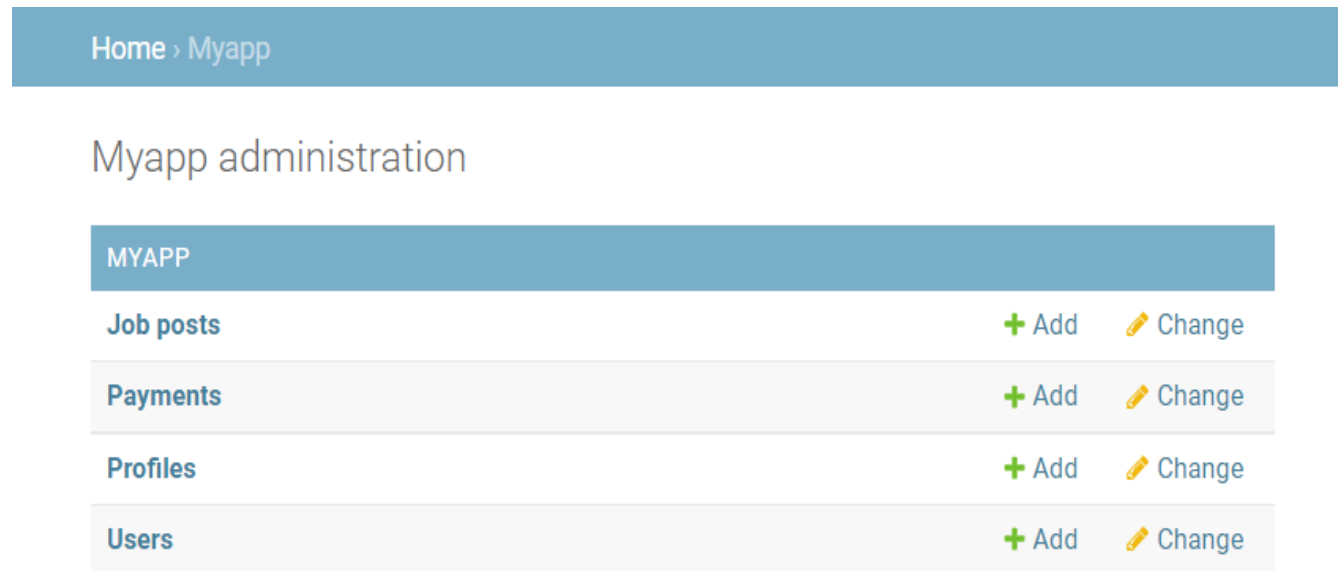 Home › Myapp
Myapp administration
MYAPP
Job posts Add Change
Payments Add Change
Profiles Add Change
Users Add Change